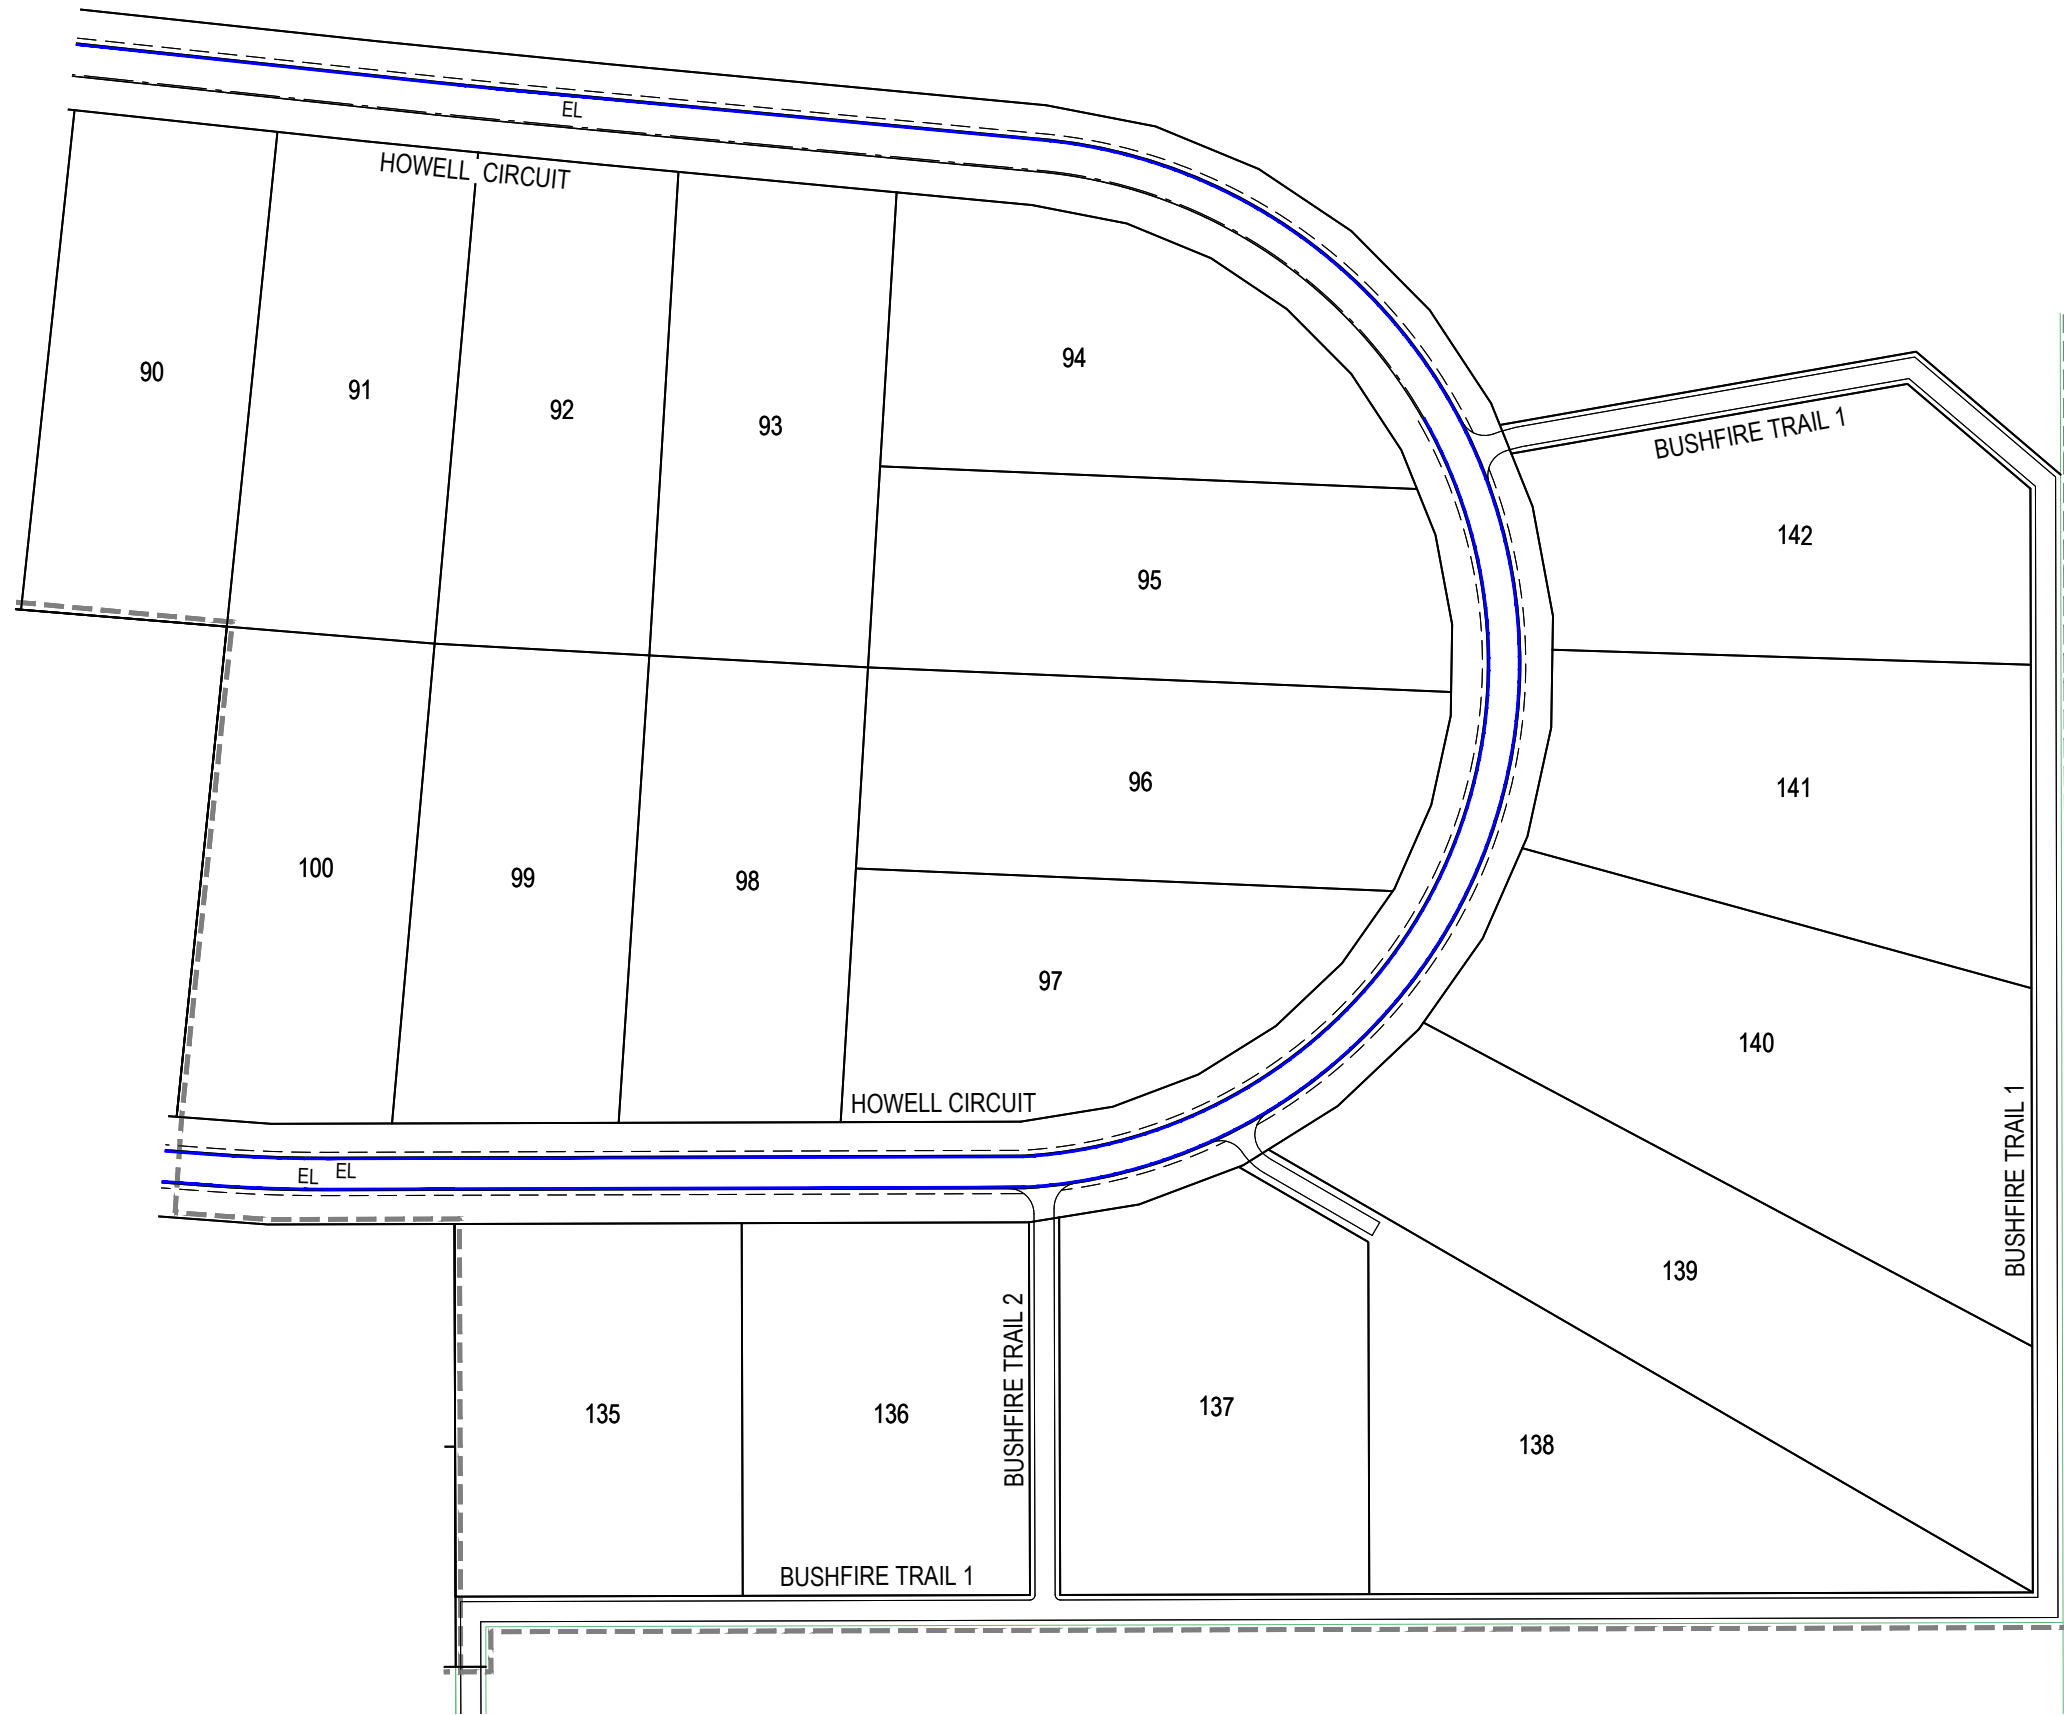 EL
HOWELL CIRCUIT
90
91
92
93
94
BUSHFIRE TRAIL 1
142
95
96
141
100
99
98
97
140
HOWELL CIRCUIT
EL
EL
BUSHFIRE TRAIL 1
139
BUSHFIRE TRAIL 2
135
136
137
138
BUSHFIRE TRAIL 1